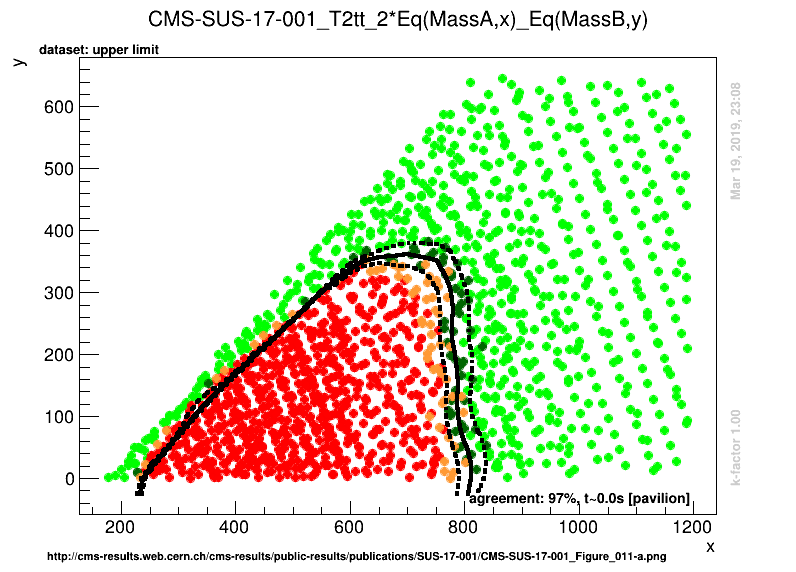 CMS-SUS-17-001_T2tt_2*Eq(MassA,x)_Eq(MassB,y)
dataset: upper limit
y
600
500
400
300
200
100
0
200
400
600
800
1000
1200
x
agreement: 97%, t~0.0s [pavilion]
http://cms-results.web.cern.ch/cms-results/public-results/publications/SUS-17-001/CMS-SUS-17-001_Figure_011-a.png
Mar 19, 2019, 23:08
k-factor 1.00